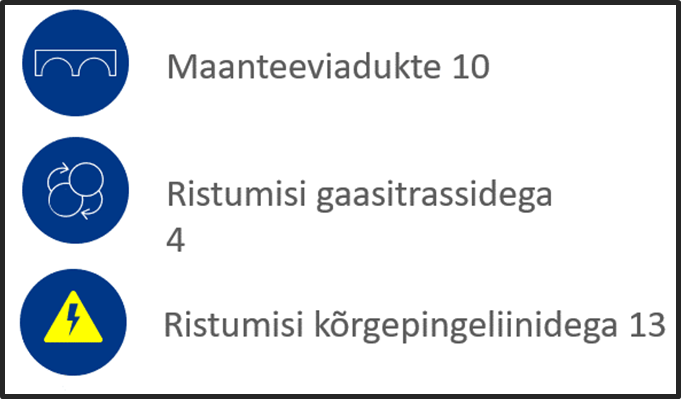 Maanteeviadukte 10
Ristumisi gaasitrassidega
4
Ristumisi kõrgepingeliinidega 13